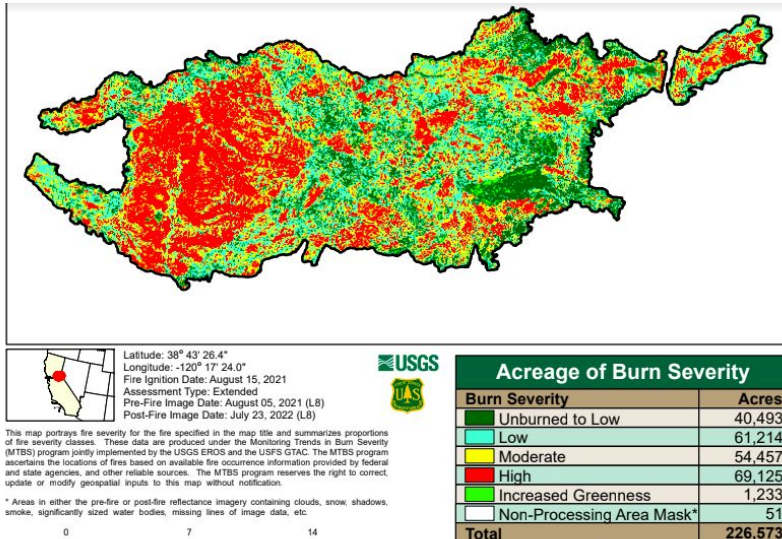 Latitude: 38° 43' 26.4"
Longitude: -120° 17' 24.0"
Fire Ignition Date: August 15, 2021
Assessment Type: Extended
Pre-Fire Image Date: August 05, 2021 (L8)
Post-Fire Image Date: July 23, 2022 (L8)
USGS
UAS
This map portrays fire severity for the fire specified in the map title and summarizes proportions
of fire severity classes. These data are produced under the Monitoring Trends in Burn Severity
(MTBS) program jointly implemented by the USGS EROS and the USFS GTAC. The MTBS program
ascertains the locations of fires based on available fire occurrence information provided by federal
and state agencies, and other reliable sources. The MTBS program reserves the right to correct,
update or modify geospatial inputs to this map without notification.
* Areas in either the pre-fire or post-fire reflectance imagery containing clouds, snow, shadows,
smoke, significantly sized water bodies, missing lines of image data, etc.
0 7 14
Acreage of Burn Severity
Burn Severity Acres
Unburned to Low 40,493
Low 61,214
Moderate 54,457
High 69,125
Increased Greenness 1,233
Non-Processing Area Mask* 51
Total 226,573